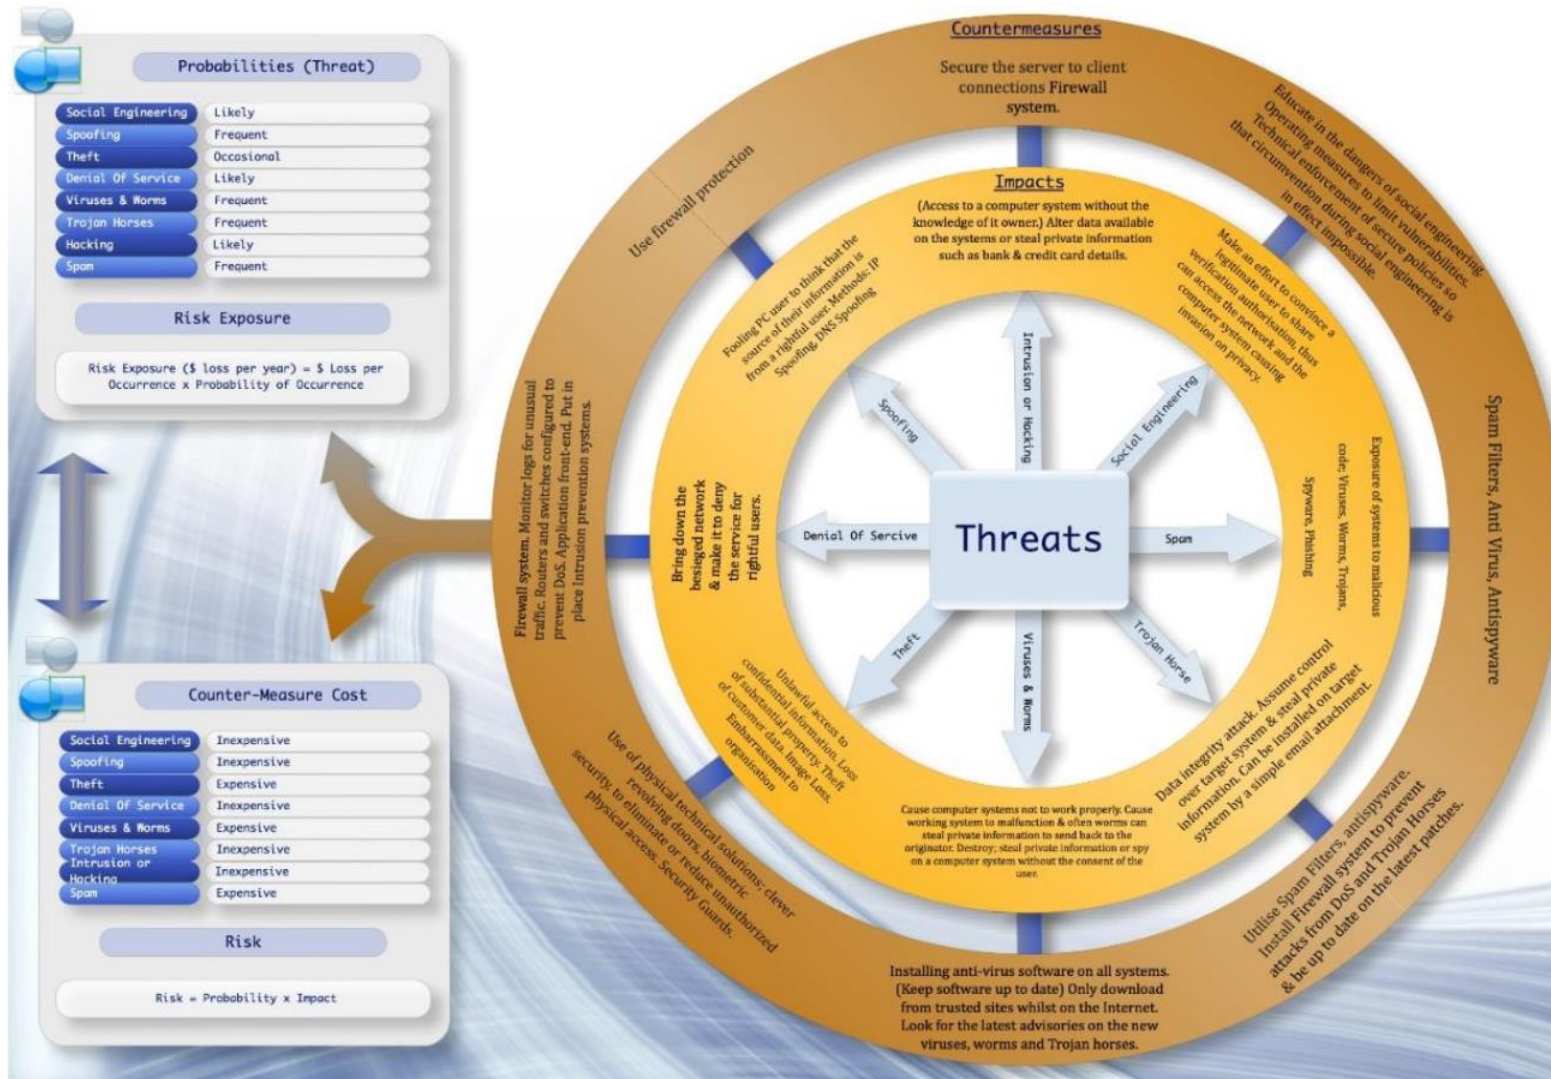 Probabilities (Threat)
Social Engineering Likely
Spoofing Frequent
Theft Occasional
Denial Of Service Likely
Viruses & Worms Frequent
Trojan Horses Frequent
Hacking Likely
Spam Frequent
Risk Exposure
Risk Exposure ($ loss per year) = $ Loss per
Occurrence x Probability of Occurrence
Counter-Measure Cost
Social Engineering Inexpensive
Spoofing Inexpensive
Theft Expensive
Denial Of Service Inexpensive
Viruses & Worms Expensive
Trojan Horses Inexpensive
Intrusion or
Hacking Inexpensive
Spam Expensive
Risk
Risk = Probability x Impact
Countermeasures
Secure the server to client
connections Firewall
system.
Educate in the dangers of social engineering.
Operating measures to limit vulnerabilities.
Technical enforcement of secure policies so
that circumvention during social engineering is
in effect impossible.
Spam Filters, Anti Virus, Antispyware
Utilise Spam Filters, antispyware.
Install Firewall system to prevent
attacks from DoS and Trojan Horses
& be up to date on the latest patches.
Installing anti-virus software on all systems.
(Keep software up to date) Only download
from trusted sites whilst on the Internet.
Look for the latest advisories on the new
viruses, worms and Trojan horses.
Use of physical technical solutions; clever
revolving doors, biometric
security, to eliminate or reduce unauthorized
physical access. Security Guards.
Firewall system. Monitor logs for unusual
traffic. Routers and switches configured to
prevent DoS. Application front-end. Put in
place Intrusion prevention systems.
Use firewall protection
Impacts
(Access to a computer system without the
knowledge of it owner.) Alter data available
on the systems or steal private information
such as bank & credit card details.
Make an effort to convince a
legitimate user to share
verification authorisation, thus
can access the network and the
computer system causing
invasion on privacy.
Exposure of systems to malicious
code; Viruses, Worms, Trojans,
Spyware, Phishing
Data integrity attack. Assume control
over target system & steal private
information. Can be installed on target
system by a simple email attachment.
Cause computer systems not to work properly. Cause
working system to malfunction & often worms can
steal private information to send back to the
originator. Destroy; steal private information or spy
on a computer system without the consent of the
user.
Unlawful access to
confidential information. Loss
of substantial property. Theft
of customer data. Image Loss,
Embarrassment to
organisation
Bring down the
besieged network
& make it to deny
the service for
rightful users.
Fooling PC user to think that the
source of their information is
from a rightful user. Methods: IP
Spoofing, DNS Spoofing
Threats
Intrusion or Hacking
Social Engineering
Spam
Trojan Horse
Viruses & Worms
Theft
Denial Of Sercive
Spoofing